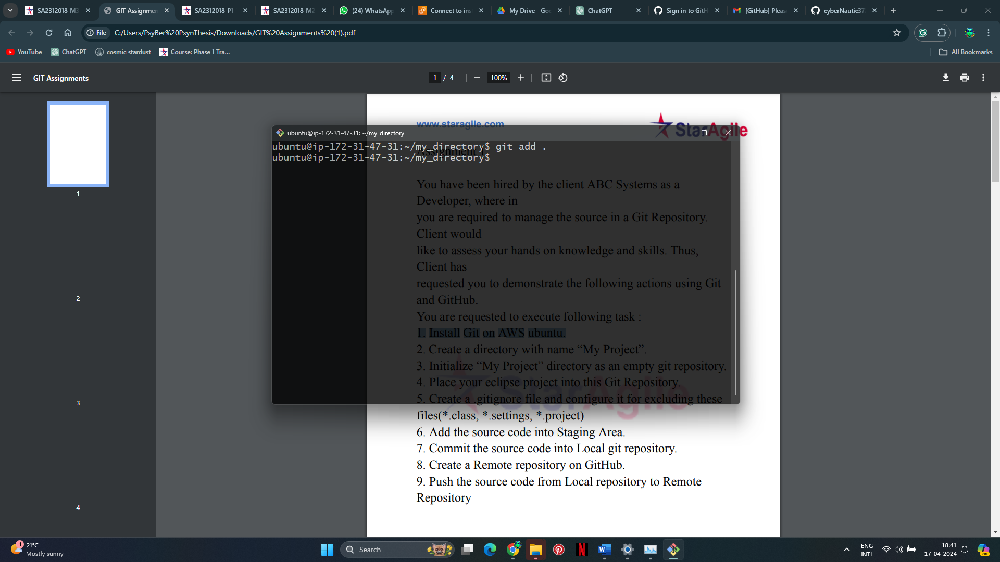 SA2312018-M3
GIT Assignmen
SA2312018-P1_
SA2312018-M2
(24) WhatsApp
Connect to ins
My Drive - Goo
ChatGPT
Sign in to GitH
[GitHub] Pleas
cyberNautic37
File
C:/Users/PsyBer%20PsynThesis/Downloads/GIT%20Assignments%20(1).pdf
YouTube
ChatGPT
cosmic stardust
Course: Phase 1 Tra...
All Bookmarks
GIT Assignments
1 / 4
100%
1
2
3
4
www.staragile.com
StarAgile
ubuntu@ip-172-31-47-31: ~/my_directory
ubuntu@ip-172-31-47-31:~/my_directory$ git add .
ubuntu@ip-172-31-47-31:~/my_directory$
You have been hired by the client ABC Systems as a
Developer, where in
you are required to manage the source in a Git Repository.
Client would
like to assess your hands on knowledge and skills. Thus,
Client has
requested you to demonstrate the following actions using Git
and GitHub.
You are requested to execute following task :
1. Install Git on AWS ubuntu.
2. Create a directory with name “My Project”.
3. Initialize “My Project” directory as an empty git repository.
4. Place your eclipse project into this Git Repository.
5. Create a .gitignore file and configure it for excluding these
files(*.class, *.settings, *.project)
6. Add the source code into Staging Area.
7. Commit the source code into Local git repository.
8. Create a Remote repository on GitHub.
9. Push the source code from Local repository to Remote
Repository
StarAgile
1
21°C
Mostly sunny
Search
ENG
INTL
18:41
17-04-2024
PRE